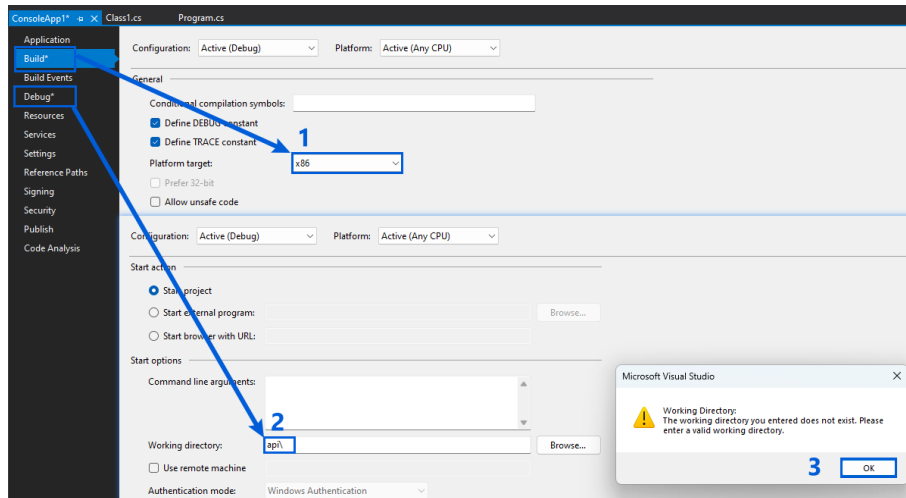 ConsoleApp1* Class1.cs Program.cs
Application
Build*
Build Events
Debug*
Resources
Services
Settings
Reference Paths
Signing
Security
Publish
Code Analysis
Configuration: Active (Debug) Platform: Active (Any CPU)
General
Conditional compilation symbols:
Define DEBUG constant
Define TRACE constant
1
Platform target: x86
Prefer 32-bit
Allow unsafe code
Configuration: Active (Debug) Platform: Active (Any CPU)
Start action
Start project
Start external program: Browse...
Start browser with URL:
Start options
Command line arguments:
2
Working directory: api\ Browse...
Use remote machine
Authentication mode: Windows Authentication
Microsoft Visual Studio
Working Directory:
The working directory you entered does not exist. Please
enter a valid working directory.
3 OK